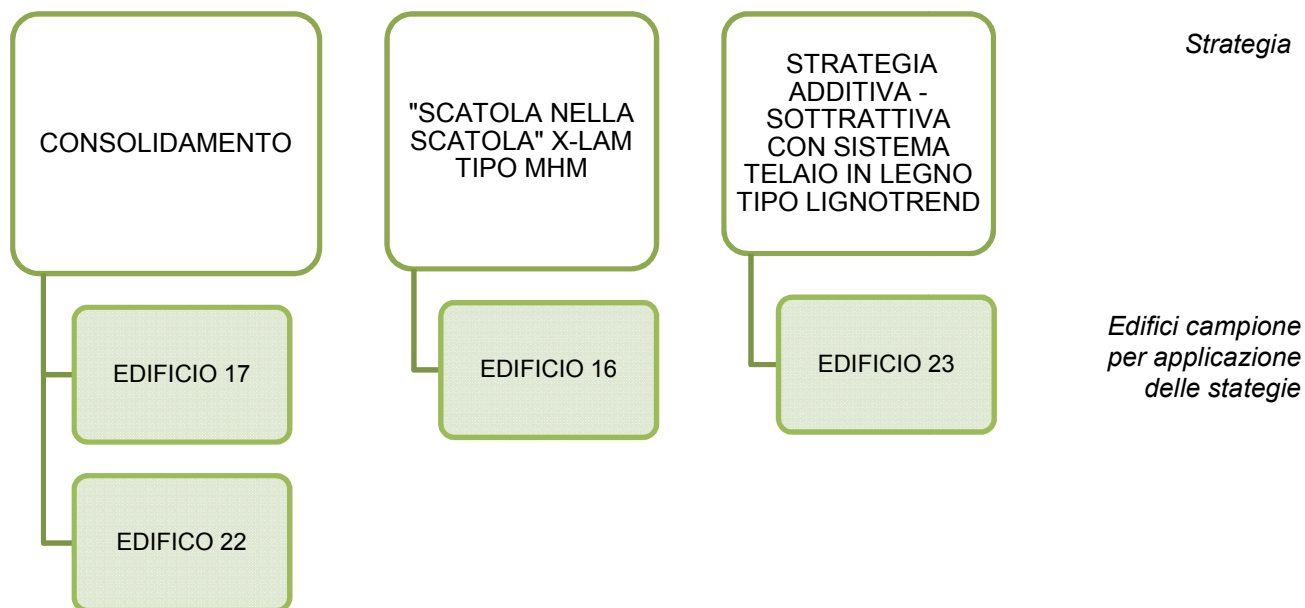 CONSOLIDAMENTO
"SCATOLA NELLA
SCATOLA" X-LAM
TIPO MHM
STRATEGIA
ADDITIVA -
SOTTRATTIVA
CON SISTEMA
TELAIO IN LEGNO
TIPO LIGNOTREND
Strategia
EDIFICIO 17
EDIFICIO 16
EDIFICIO 23
Edifici campione
per applicazione
delle stategie
EDIFICO 22